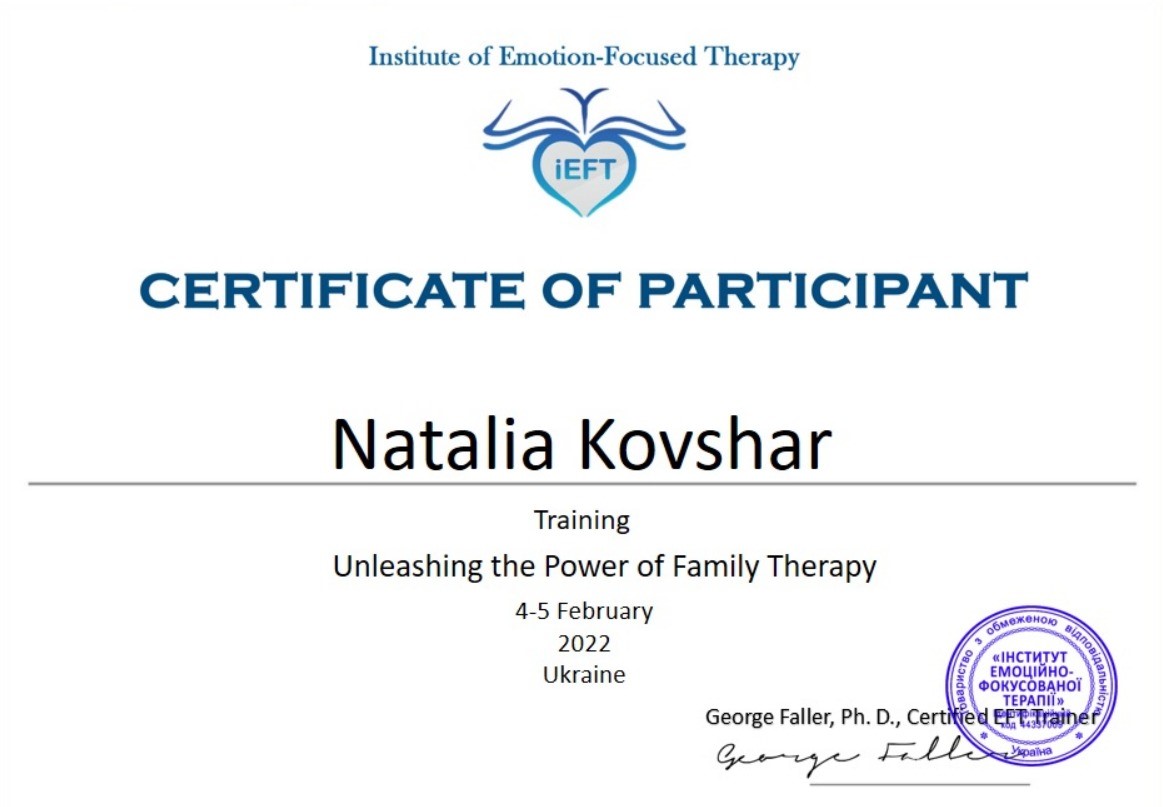 Institute of Emotion-Focused Therapy
iEFT
CERTIFICATE OF PARTICIPANT
Natalia Kovshar
Training
Unleashing the Power of Family Therapy
4-5 February
2022
Ukraine
George Faller, Ph. D., Certified EFT Trainer
George Faller
Товариство з обмеженою відповідальністю
«ІНСТИТУТ
ЕМОЦІЙНО-
ФОКУСОВАНОЇ
ТЕРАПІЇ»
код
Україна